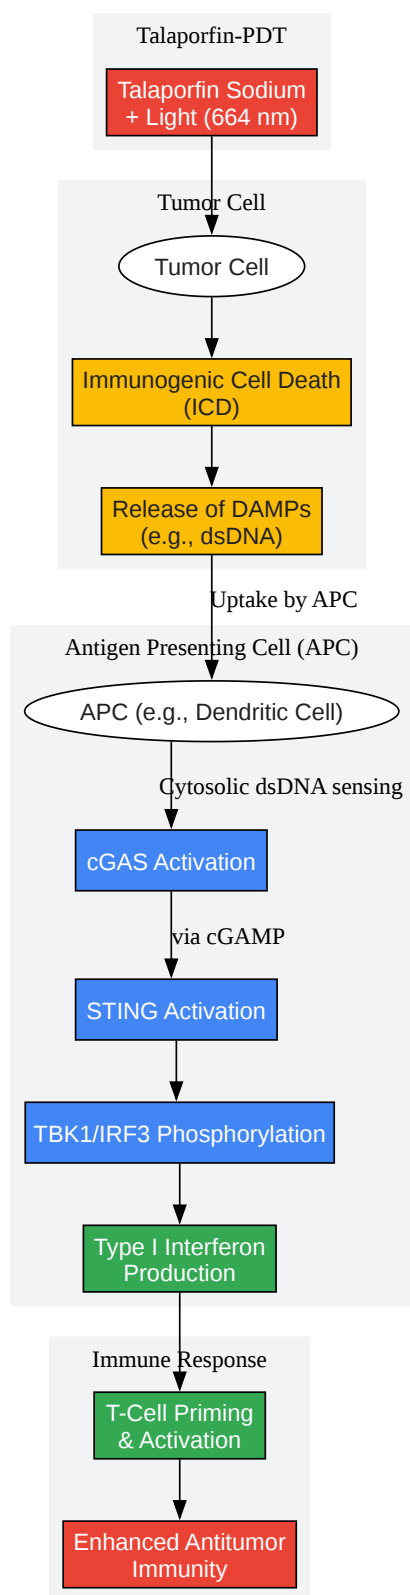 Talaporfin-PDT
Talaporfin Sodium
+ Light (664 nm)
Tumor Cell
Tumor Cell
Immunogenic Cell Death
(ICD)
Release of DAMPs
(e.g., dsDNA)
Uptake by APC
Antigen Presenting Cell (APC)
APC (e.g., Dendritic Cell)
Cytosolic dsDNA sensing
cGAS Activation
via cGAMP
STING Activation
TBK1/IRF3 Phosphorylation
Type I Interferon
Production
Immune Response
T-Cell Priming
& Activation
Enhanced Antitumor
Immunity